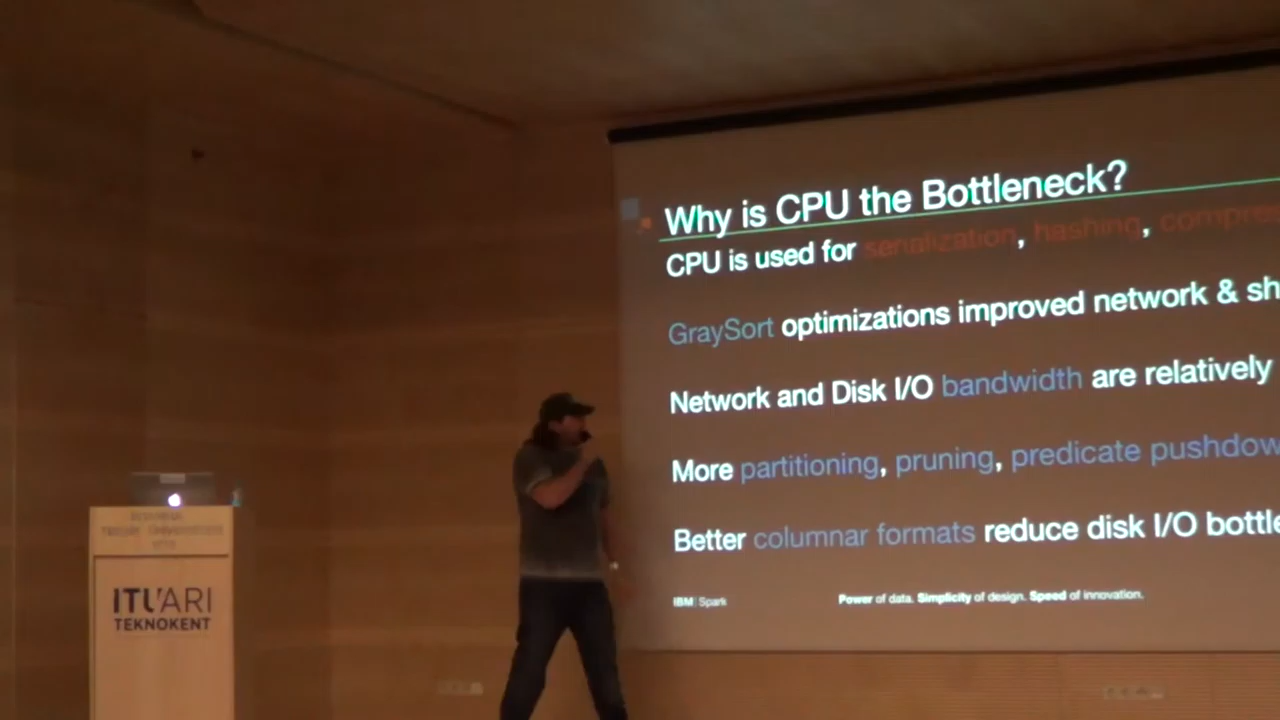 Why is CPU the Bottleneck?
CPU is used for serialization, hashing, compres
GraySort optimizations improved network & sh
Network and Disk I/O bandwidth are relatively
More partitioning, pruning, predicate pushdow
Better columnar formats reduce disk I/O bottle
IBM | Spark
Power of data. Simplicity of design. Speed of innovation.
ITU ARI
TEKNOKENT